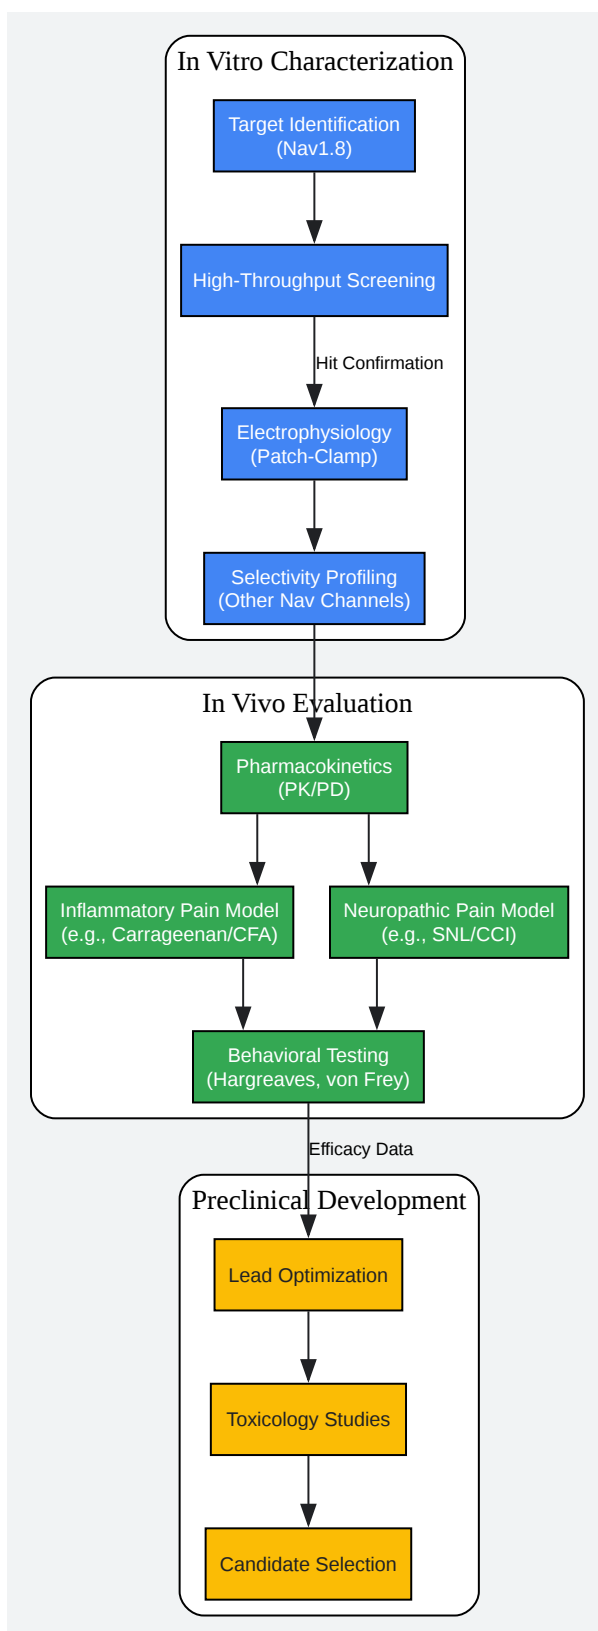 In Vitro Characterization
Target Identification
(Nav1.8)
High-Throughput Screening
Hit Confirmation
Electrophysiology
(Patch-Clamp)
Selectivity Profiling
(Other Nav Channels)
In Vivo Evaluation
Pharmacokinetics
(PK/PD)
Inflammatory Pain Model
(e.g., Carrageenan/CFA)
Neuropathic Pain Model
(e.g., SNL/CCI)
Behavioral Testing
(Hargreaves, von Frey)
Efficacy Data
Preclinical Development
Lead Optimization
Toxicology Studies
Candidate Selection